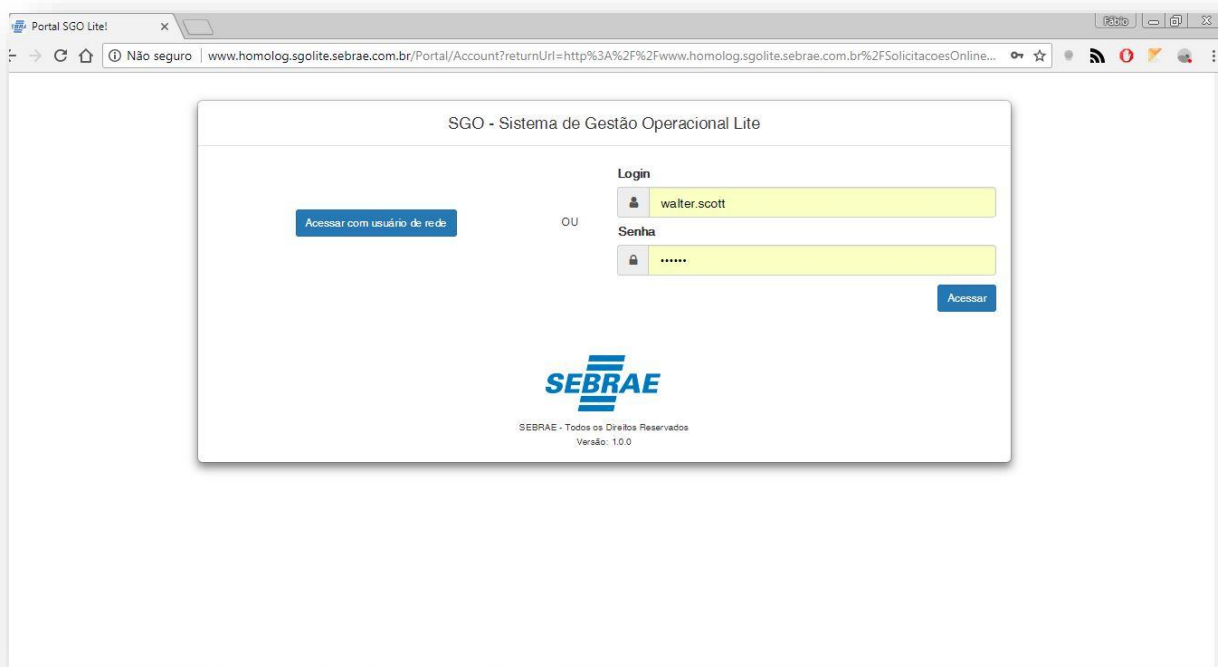 Portal SGO Lite!
Fábio
Não seguro
www.homolog.sgolite.sebrae.com.br/Portal/Account?returnUrl=http%3A%2F%2Fwww.homolog.sgolite.sebrae.com.br%2FSolicitacoesOnline...
SGO - Sistema de Gestão Operacional Lite
Acessar com usuário de rede
OU
Login
walter.scott
Senha
••••••
Acessar
SEBRAE
SEBRAE - Todos os Direitos Reservados
Versão: 1.0.0